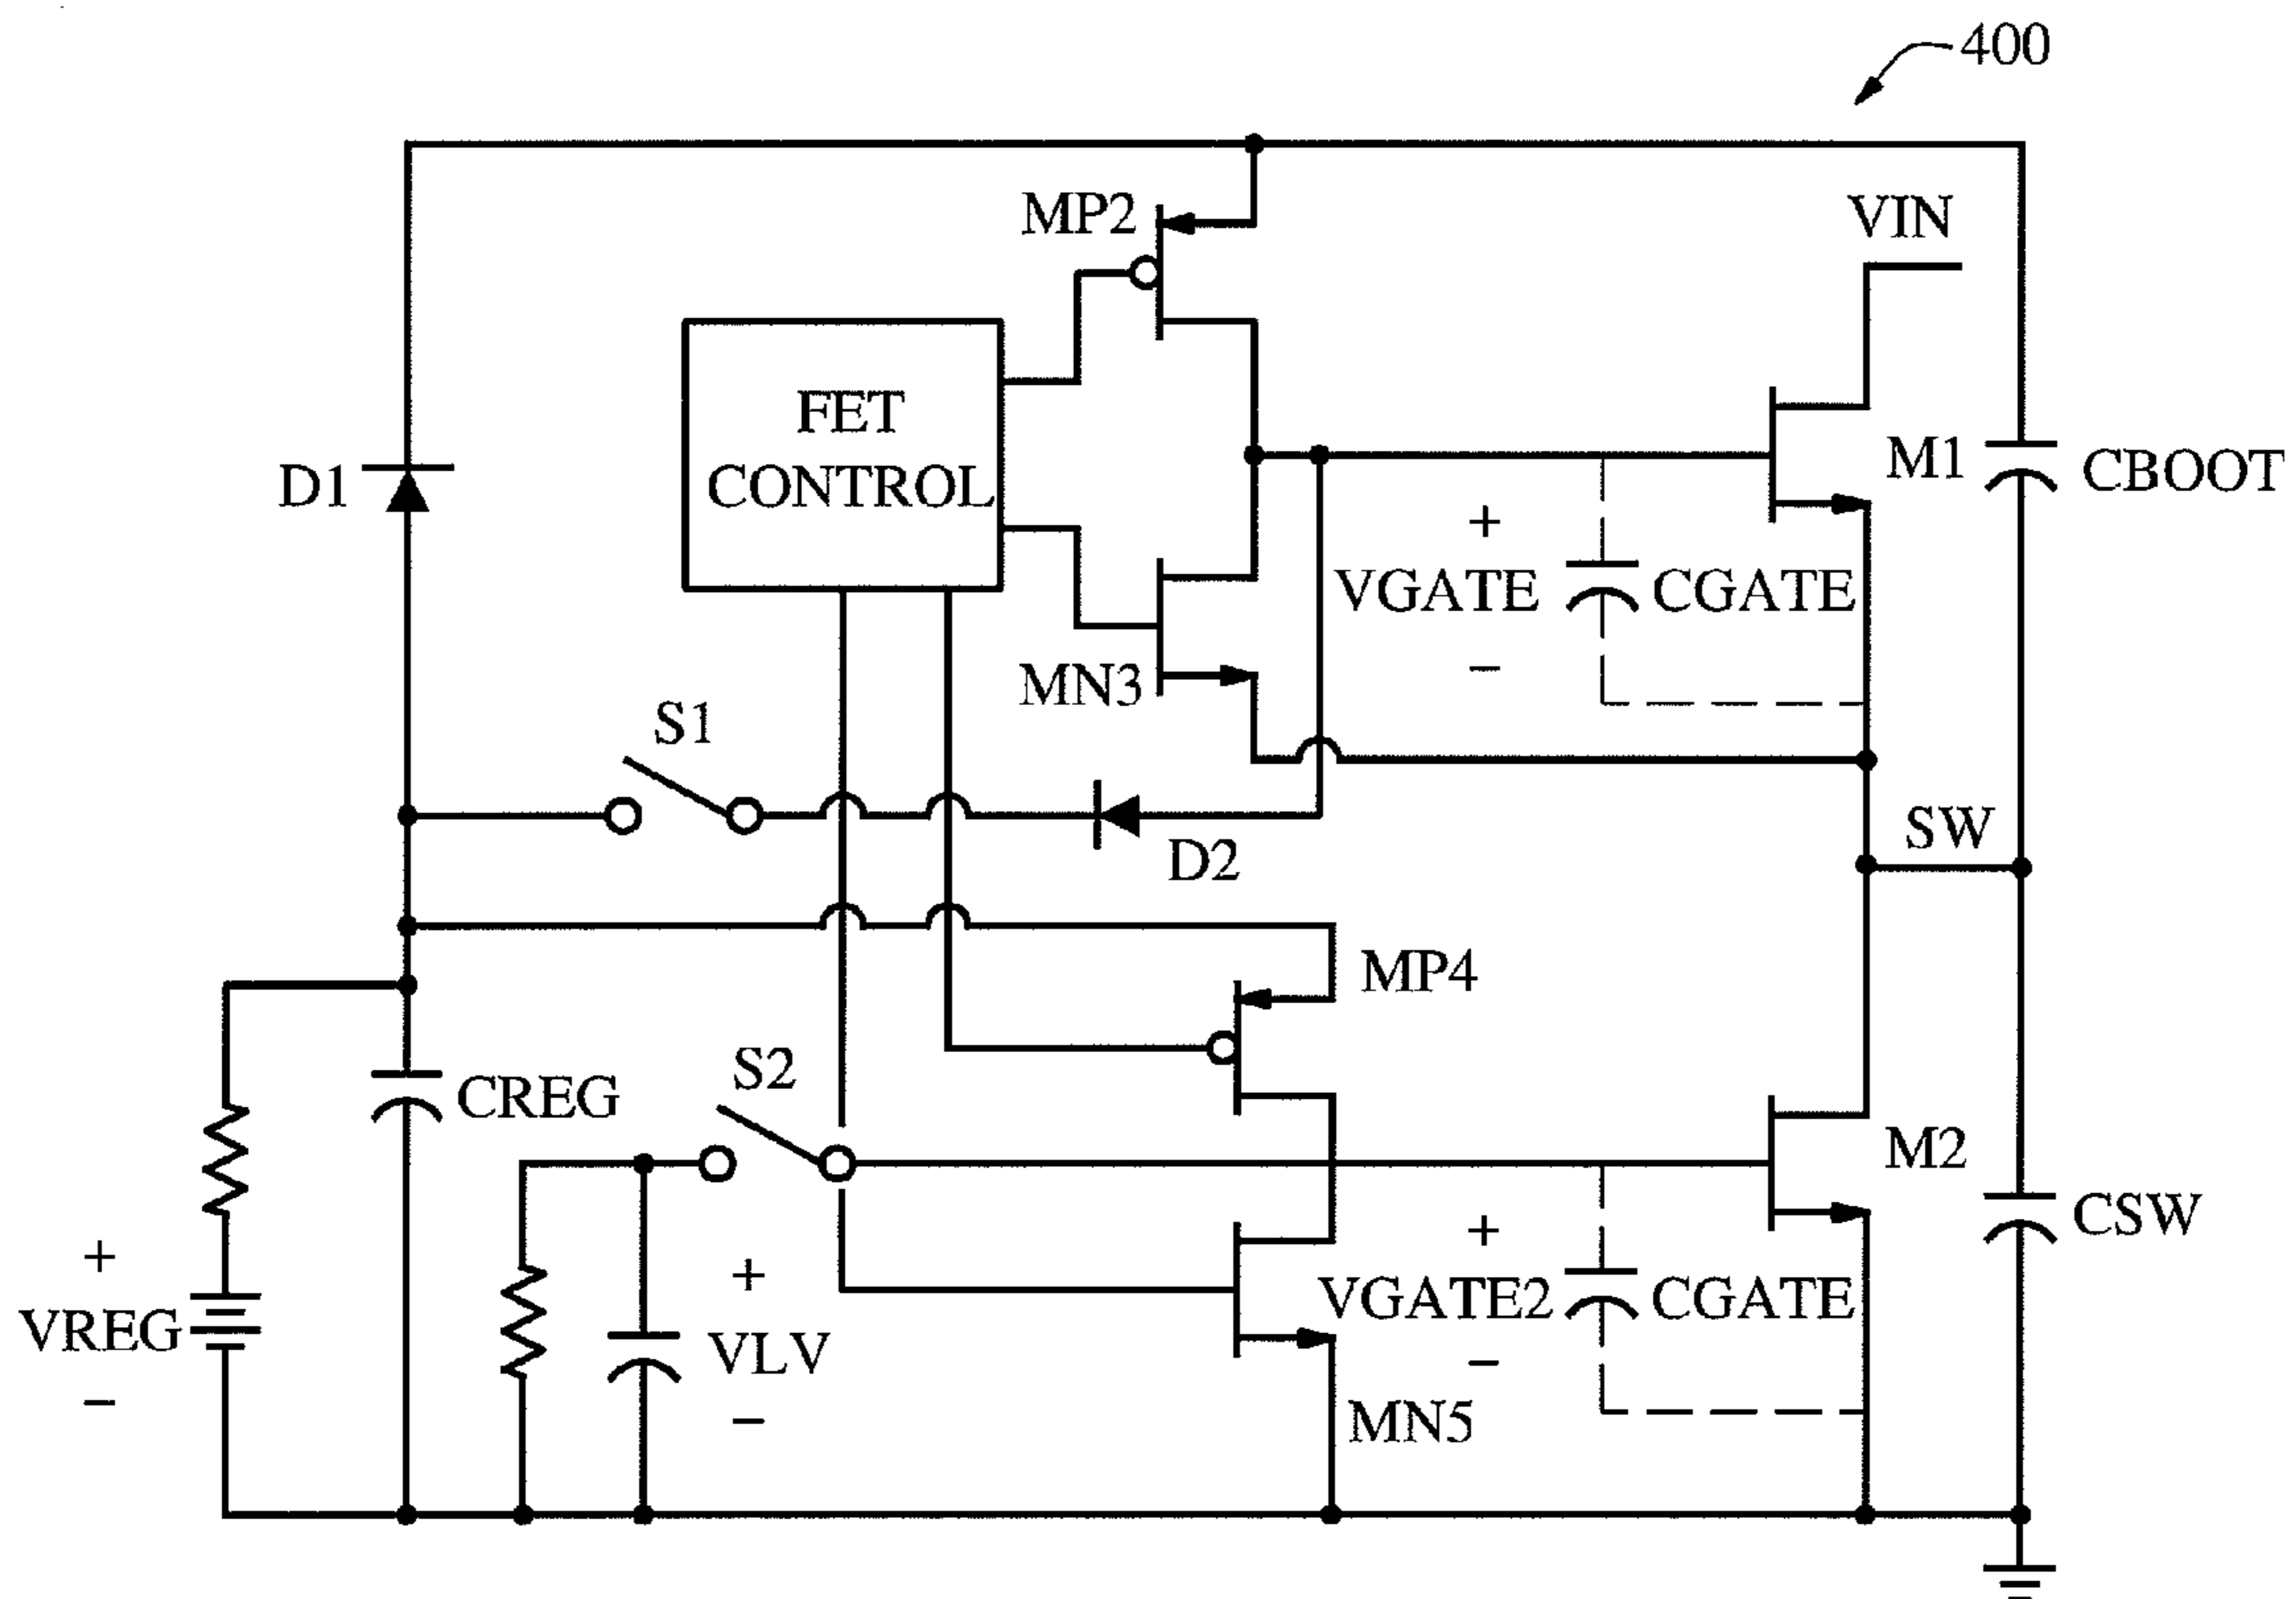 400
MP2
VIN
FET
CONTROL
D1
M1
CBOOT
+
VGATE
−
CGATE
MN3
S1
SW
D2
MP4
S2
CREG
M2
CSW
+
VREG
−
+
VLV
−
+
VGATE2
−
CGATE
MN5